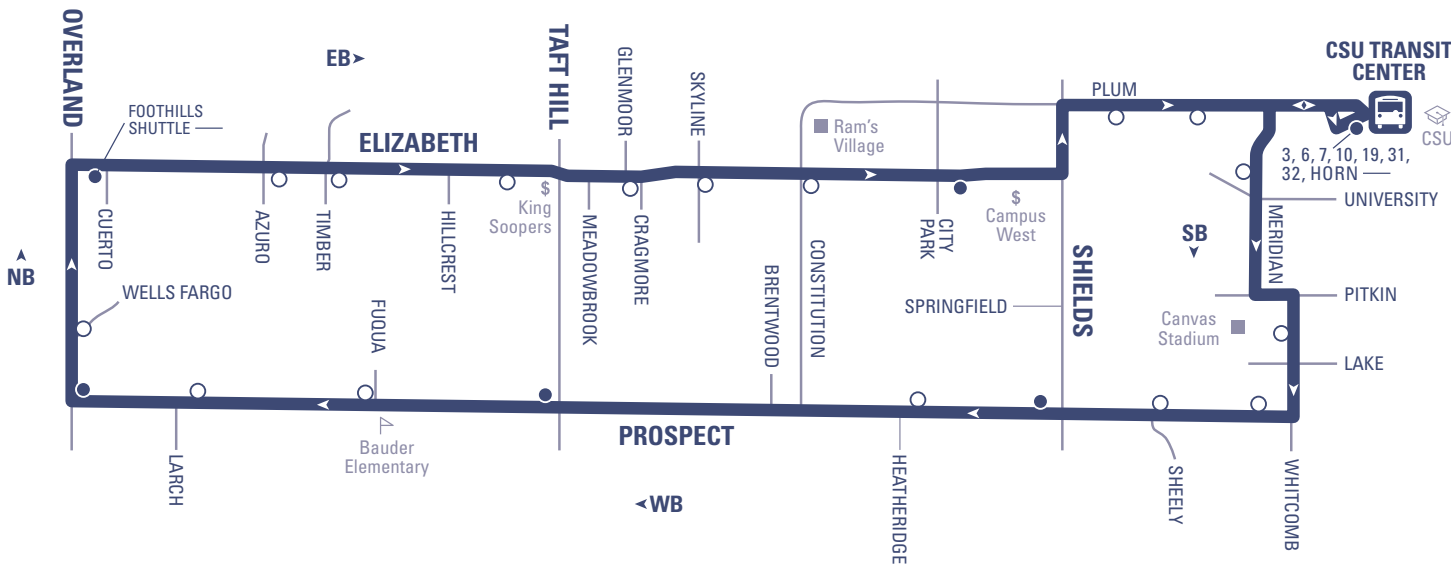 OVERLAND
EB
FOOTHILLS
SHUTTLE
ELIZABETH
TAFT HILL
GLENMOOR
SKYLINE
Ram's
Village
PLUM
CSU TRANSIT
CENTER
CSU
3, 6, 7, 10, 19, 31,
32, HORN
UNIVERSITY
CUERTO
AZURO
TIMBER
HILLCREST
$
King
Soopers
MEADOWBROOK
CRAGMORE
CONSTITUTION
CITY
PARK
$
Campus
West
SHIELDS
SB
MERIDIAN
NB
WELLS FARGO
FUQUA
BRENTWOOD
SPRINGFIELD
PITKIN
Canvas
Stadium
LAKE
PROSPECT
Bauder
Elementary
LARCH
WB
HEATHERIDGE
SHEELY
WHITCOMB